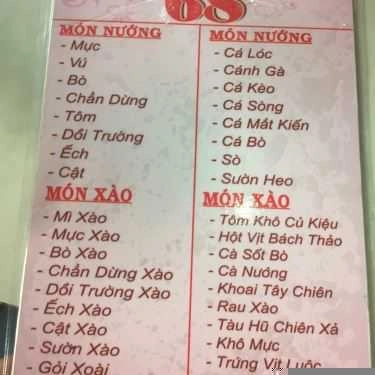 68
MÓN NƯỚNG
- Mực
- Vú
- Bò
- Chần Dừng
- Tôm
- Dồi Trường
- Ếch
- Cật
MÓN XÀO
- Mì Xào
- Mực Xào
- Bò Xào
- Chần Dừng Xào
- Dồi Trường Xào
- Ếch Xào
- Cật Xào
- Sườn Xào
- Gỏi Xoài
MÓN NƯỚNG
- Cá Lóc
- Cánh Gà
- Cá Kèo
- Cá Sòng
- Cá Mắt Kiến
- Cá Bò
- Sò
- Sườn Heo
MÓN XÀO
- Tôm Khô Củ Kiệu
- Hột Vịt Bách Thảo
- Cà Sốt Bò
- Cà Nướng
- Khoai Tây Chiên
- Rau Xào
- Tàu Hũ Chiên Xả
- Khô Mực
- Trứng Vịt Luộc